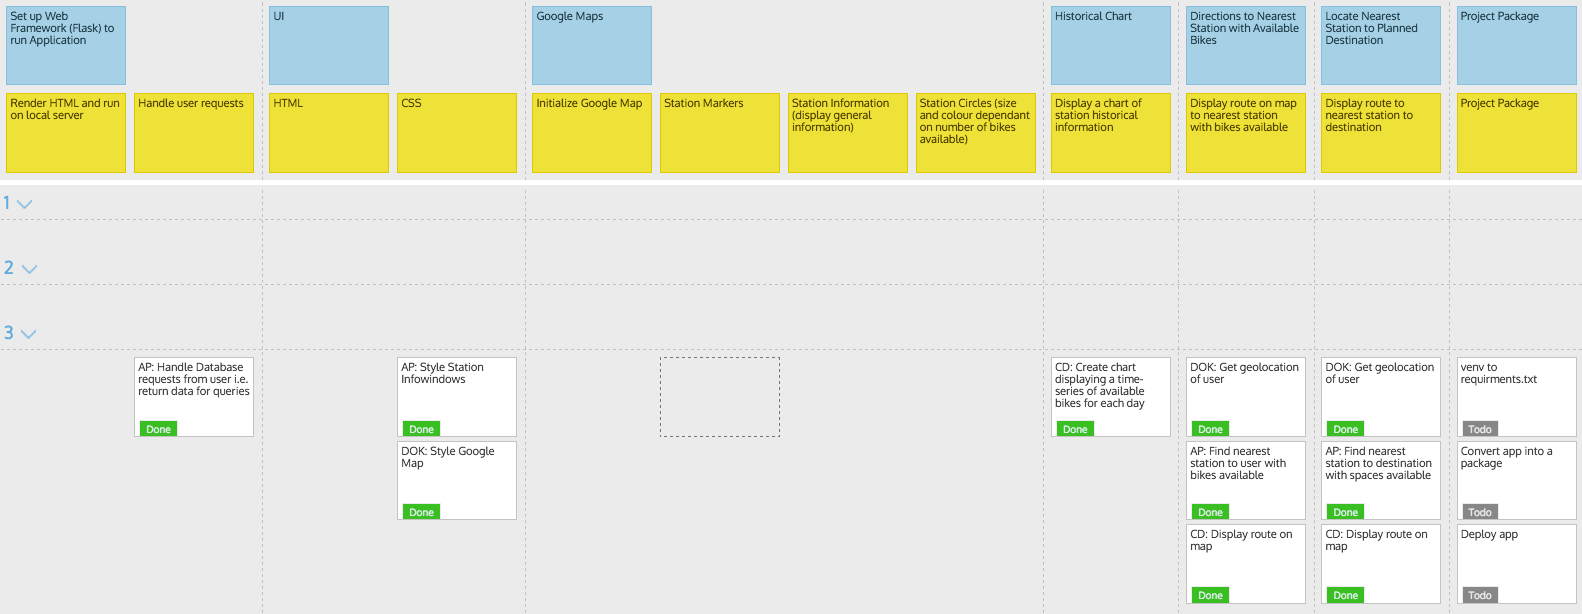 Set up Web
Framework (Flask) to
run Application
UI
Google Maps
Historical Chart
Directions to Nearest
Station with Available
Bikes
Locate Nearest
Station to Planned
Destination
Project Package
Render HTML and run
on local server
Handle user requests
HTML
CSS
Initialize Google Map
Station Markers
Station Information
(display general
information)
Station Circles (size
and colour dependant
on number of bikes
available)
Display a chart of
station historical
information
Display route on map
to nearest station
with bikes available
Display route to
nearest station to
destination
Project Package
1
2
3
AP: Handle Database
requests from user i.e.
return data for queries
Done
AP: Style Station
Infowindows
Done
CD: Create chart
displaying a time-
series of available
bikes for each day
Done
DOK: Get geolocation
of user
Done
DOK: Get geolocation
of user
Done
venv to
requirments.txt
Todo
DOK: Style Google
Map
Done
AP: Find nearest
station to user with
bikes available
Done
AP: Find nearest
station to destination
with spaces available
Done
Convert app into a
package
Todo
CD: Display route on
map
Done
CD: Display route on
map
Done
Deploy app
Todo